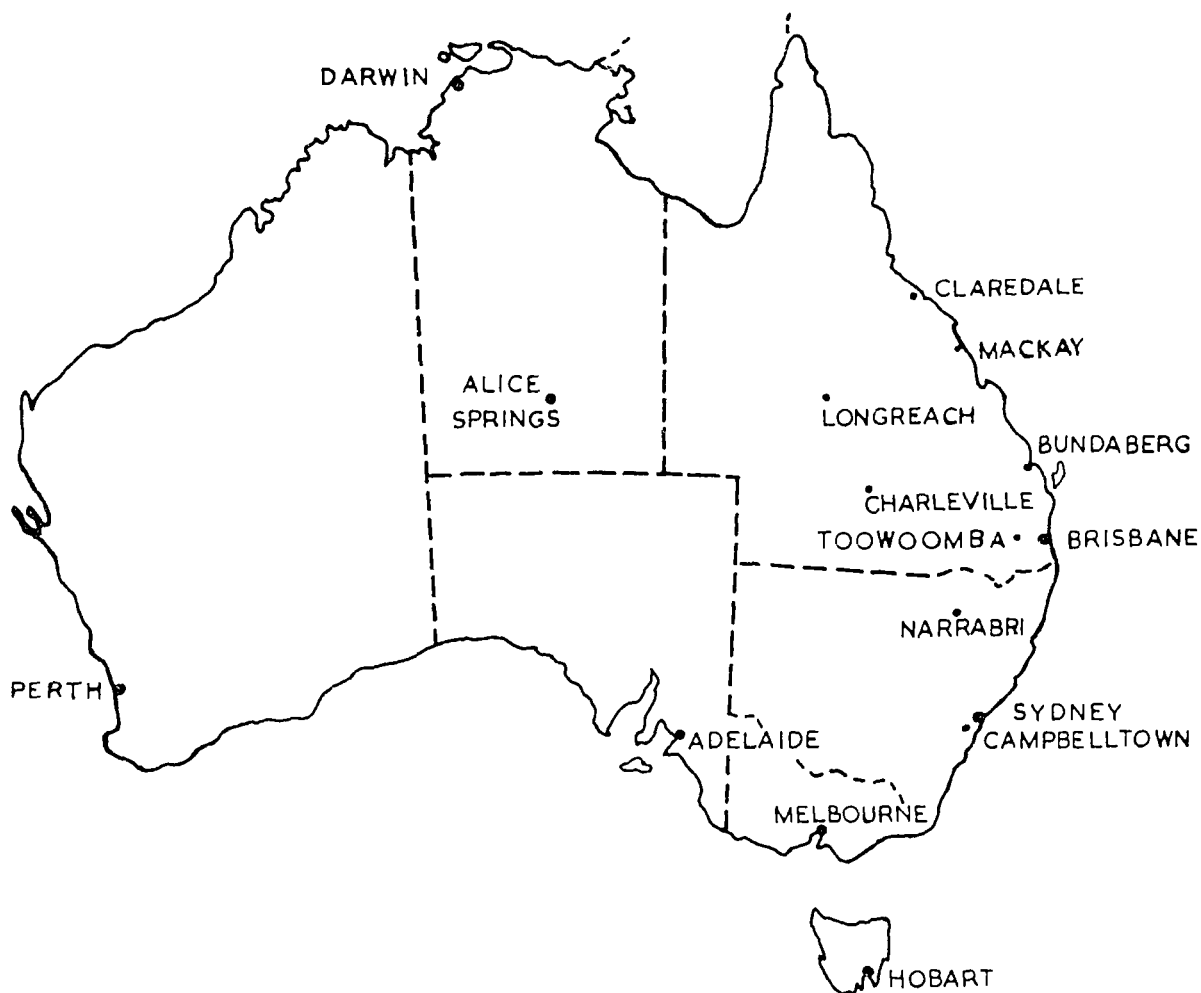 DARWIN
CLAREDALE
MACKAY
ALICE
SPRINGS
LONGREACH
BUNDABERG
CHARLEVILLE
TOOWOOMBA
BRISBANE
NARRABRI
PERTH
SYDNEY
CAMPBELLTOWN
ADELAIDE
MELBOURNE
HOBART